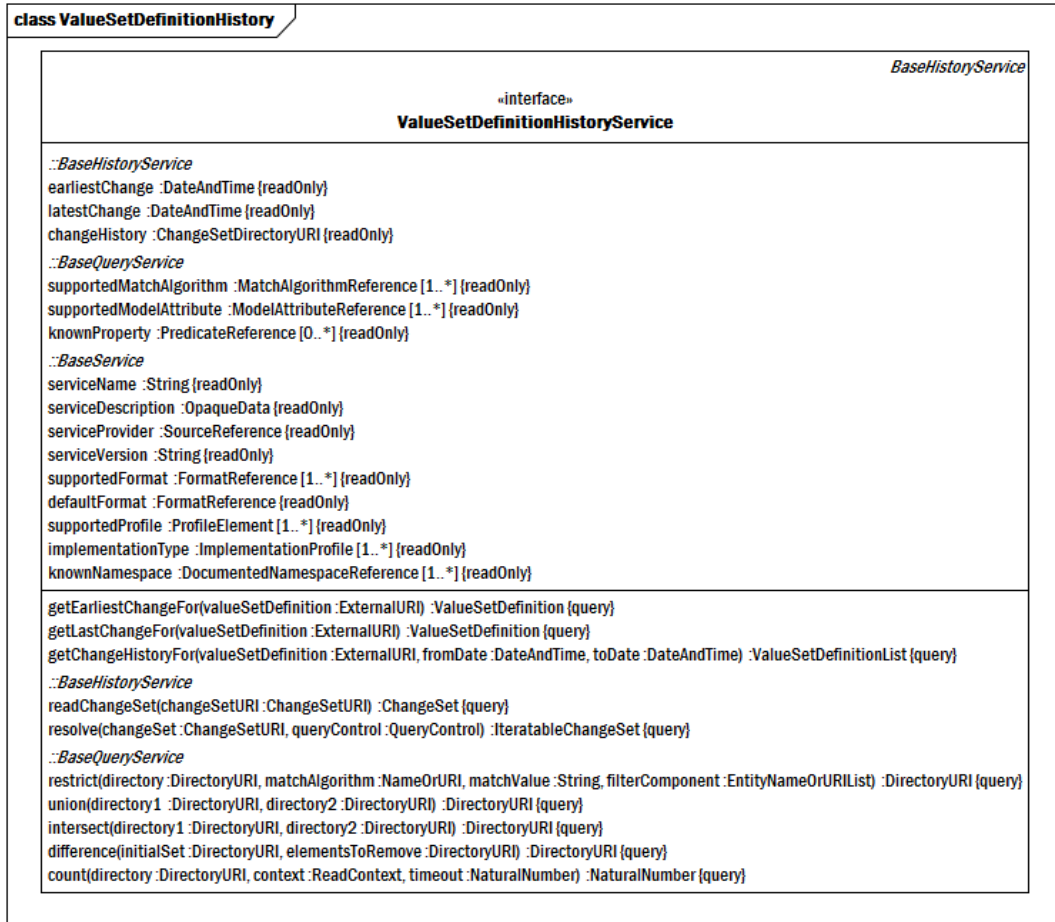 class ValueSetDefinitionHistory
BaseHistoryService
«interface»
ValueSetDefinitionHistoryService
::BaseHistoryService
earliestChange :DateAndTime {readOnly}
latestChange :DateAndTime {readOnly}
changeHistory :ChangeSetDirectoryURI {readOnly}
::BaseQueryService
supportedMatchAlgorithm :MatchAlgorithmReference [1..*] {readOnly}
supportedModelAttribute :ModelAttributeReference [1..*] {readOnly}
knownProperty :PredicateReference [0..*] {readOnly}
::BaseService
serviceName :String {readOnly}
serviceDescription :OpaqueData {readOnly}
serviceProvider :SourceReference {readOnly}
serviceVersion :String {readOnly}
supportedFormat :FormatReference [1..*] {readOnly}
defaultFormat :FormatReference {readOnly}
supportedProfile :ProfileElement [1..*] {readOnly}
implementationType :ImplementationProfile [1..*] {readOnly}
knownNamespace :DocumentedNamespaceReference [1..*] {readOnly}
getEarliestChangeFor(valueSetDefinition :ExternalURI) :ValueSetDefinition {query}
getLastChangeFor(valueSetDefinition :ExternalURI) :ValueSetDefinition {query}
getChangeHistoryFor(valueSetDefinition :ExternalURI, fromDate :DateAndTime, toDate :DateAndTime) :ValueSetDefinitionList {query}
::BaseHistoryService
readChangeSet(changeSetURI :ChangeSetURI) :ChangeSet {query}
resolve(changeSet :ChangeSetURI, queryControl :QueryControl) :IteratableChangeSet {query}
::BaseQueryService
restrict(directory :DirectoryURI, matchAlgorithm :NameOrURI, matchValue :String, filterComponent :EntityNameOrURIList) :DirectoryURI {query}
union(directory1 :DirectoryURI, directory2 :DirectoryURI) :DirectoryURI {query}
intersect(directory1 :DirectoryURI, directory2 :DirectoryURI) :DirectoryURI {query}
difference(initialSet :DirectoryURI, elementsToRemove :DirectoryURI) :DirectoryURI {query}
count(directory :DirectoryURI, context :ReadContext, timeout :NaturalNumber) :NaturalNumber {query}